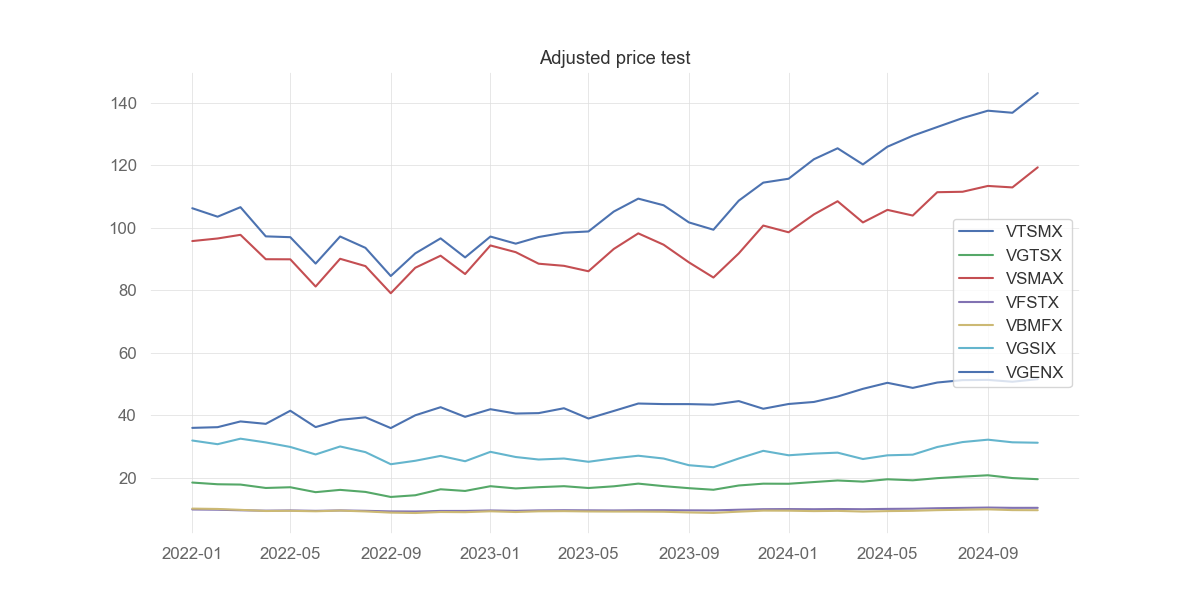 Adjusted price test
140
120
100
80
60
40
20
VTSMX
VGTSX
VSMAX
VFSTX
VBMFX
VGSIX
VGENX
2022-01 2022-05 2022-09 2023-01 2023-05 2023-09 2024-01 2024-05 2024-09